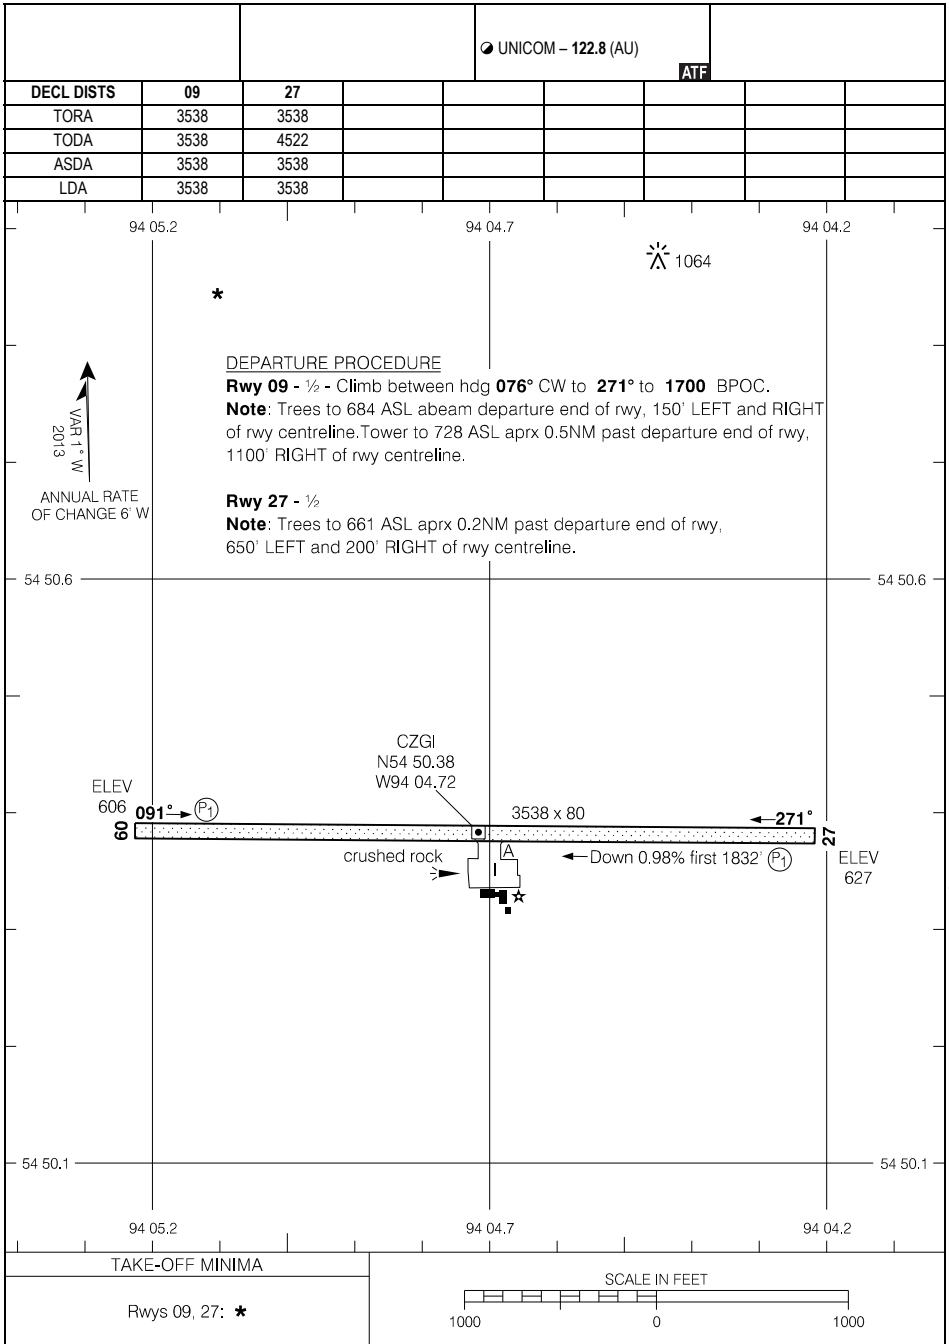 UNICOM – 122.8 (AU)
ATF
DECL DISTS 09 27
TORA 3538 3538
TODA 3538 4522
ASDA 3538 3538
LDA 3538 3538
94 05.2 94 04.7 94 04.2
1064
*
DEPARTURE PROCEDURE
Rwy 09 - ½ - Climb between hdg 076° CW to 271° to 1700 BPOC.
Note: Trees to 684 ASL abeam departure end of rwy, 150' LEFT and RIGHT
of rwy centreline.Tower to 728 ASL aprx 0.5NM past departure end of rwy,
1100' RIGHT of rwy centreline.
VAR 1° W
2013
ANNUAL RATE
OF CHANGE 6' W
Rwy 27 - ½
Note: Trees to 661 ASL aprx 0.2NM past departure end of rwy,
650' LEFT and 200' RIGHT of rwy centreline.
54 50.6 54 50.6
CZGI
N54 50.38
W94 04.72
ELEV
606 091° P1
3538 x 80
271°
09
27
crushed rock
A
Down 0.98% first 1832' P1
ELEV
627
54 50.1 54 50.1
94 05.2 94 04.7 94 04.2
TAKE-OFF MINIMA
Rwys 09, 27: *
SCALE IN FEET
1000 0 1000